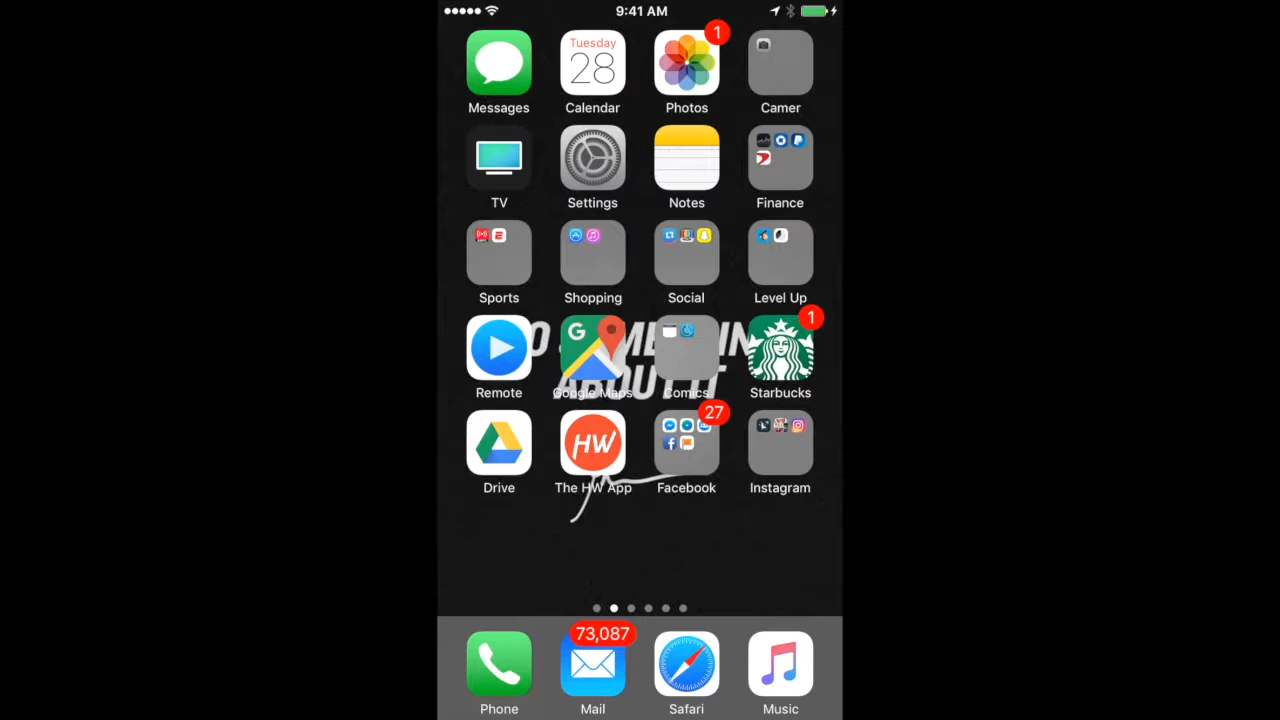 9:41 AM
1
Tuesday
28
Messages
Calendar
Photos
Camer
TV
Settings
Notes
Finance
Sports
Shopping
Social
Level Up
1
G
ABOUT IT
Remote
Google Maps
Comics
Starbucks
27
HW
Drive
The HW App
Facebook
Instagram
73,087
Phone
Mail
Safari
Music